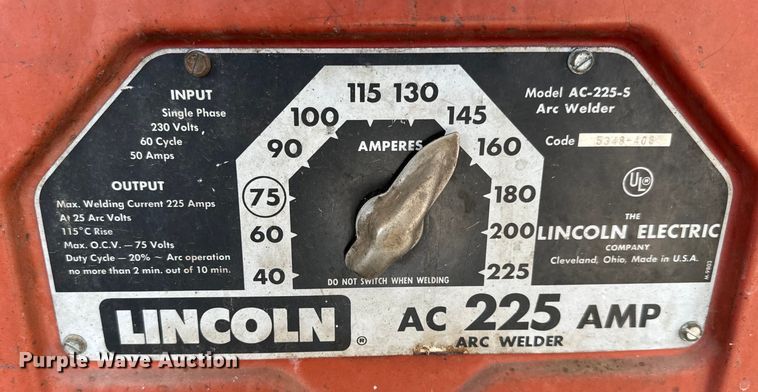 INPUT
Single Phase
230 Volts
60 Cycle
50 Amps
OUTPUT
Max. Welding Current 225 Amps
At 25 Arc Volts
115°C Rise
Max. O.C.V. — 75 Volts
Duty Cycle — 20% ~ Arc operation
no more than 2 min. out of 10 min.
115 130
100 145
90 160
75 180
60 200
40 225
AMPERES
DO NOT SWITCH WHEN WELDING
Model AC-225-S
Arc Welder
Code
UL
THE
LINCOLN ELECTRIC
COMPANY
Cleveland, Ohio, Made in U.S.A.
LINCOLN ® AC 225 AMP
ARC WELDER
Purple Wave Auction